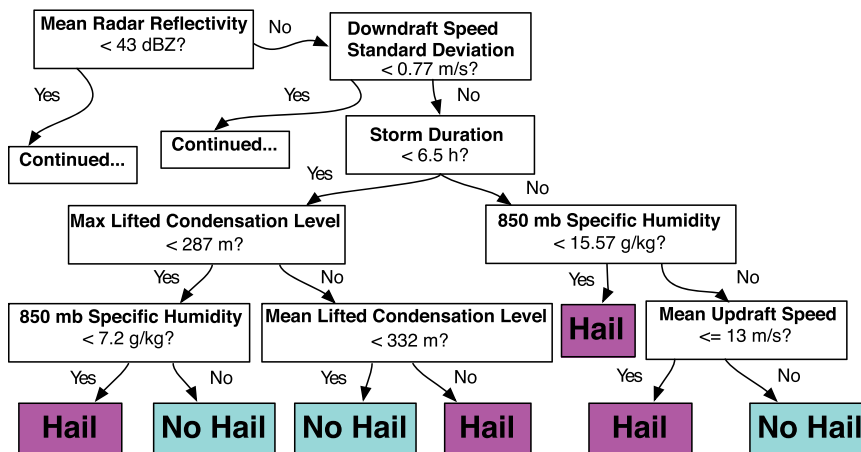 Mean Radar Reflectivity
< 43 dBZ?
No
Downdraft Speed
Standard Deviation
< 0.77 m/s?
Yes
Yes
No
Continued...
Continued...
Storm Duration
< 6.5 h?
Yes
No
Max Lifted Condensation Level
< 287 m?
850 mb Specific Humidity
< 15.57 g/kg?
Yes
No
Yes
No
850 mb Specific Humidity
< 7.2 g/kg?
Mean Lifted Condensation Level
< 332 m?
Hail
Mean Updraft Speed
<= 13 m/s?
Yes
No
Yes
No
Yes
No
Hail
No Hail
No Hail
Hail
Hail
No Hail